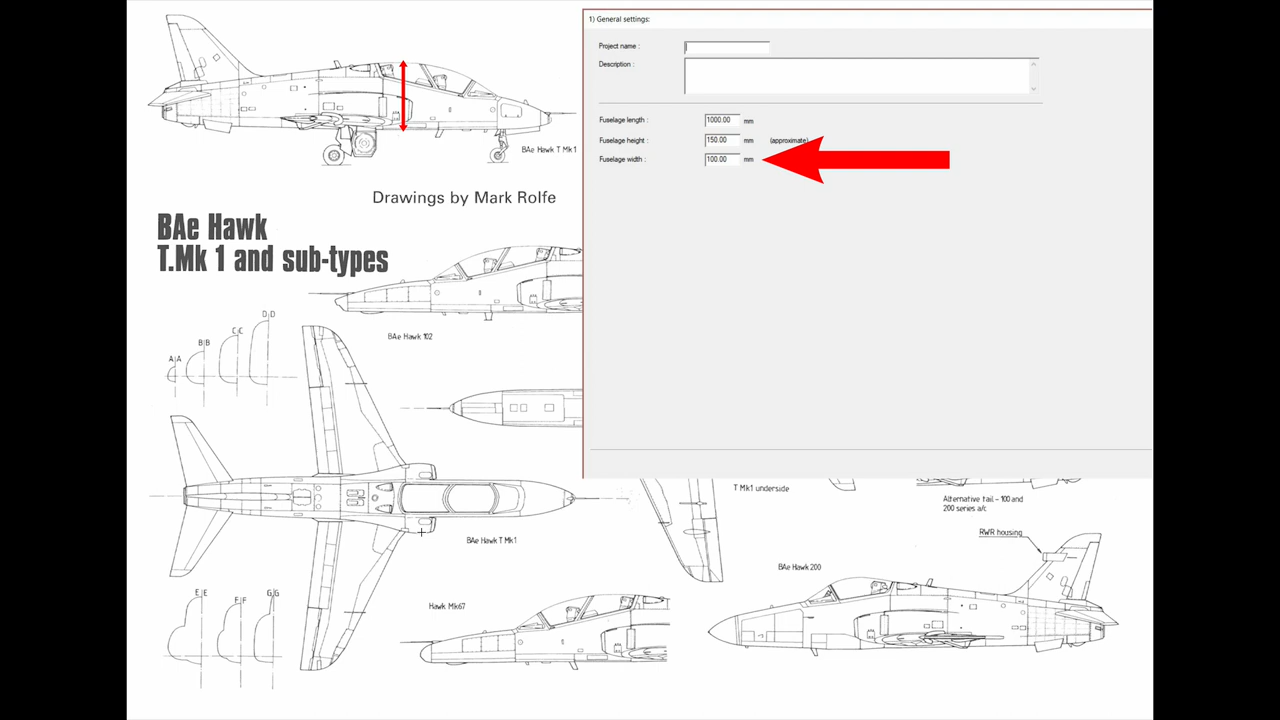 1) General settings:
Project name :
Description :
Fuselage length : 1000.00 mm
Fuselage height : 150.00 mm (approximate)
Fuselage width : 100.00 mm
BAe Hawk T Mk 1
Drawings by Mark Rolfe
BAe Hawk
T.Mk 1 and sub-types
BAe Hawk 102
D D
C C
B B
A A
T Mk1 underside
Alternative tail - 100 and
200 series a/c
RWR housing
BAe Hawk T Mk1
BAe Hawk 200
E E
F F
G G
Hawk Mk67